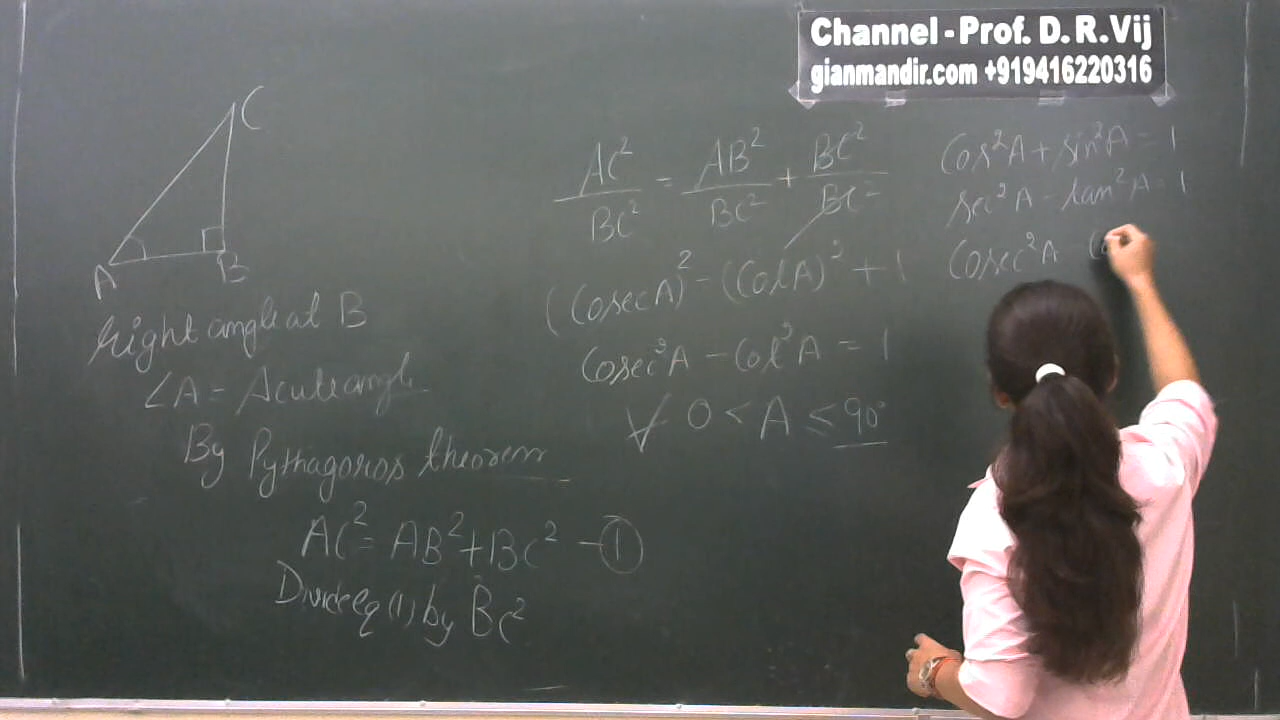 Channel - Prof. D. R. Vij
gianmandir.com +919416220316
C
A
B
right angle at B
∠A = Acute angle
By Pythagoros theorem
AC² = AB² + BC² - ①
Divide eq (1) by BC²
AC²/BC² = AB²/BC² + BC²/BC²
(CosecA)² - (CotA)² + 1
Cosec²A - Cot²A = 1
∀ 0 < A ≤ 90°
Cos²A + sin²A = 1
sec²A - tan²A = 1
Cosec²A Co